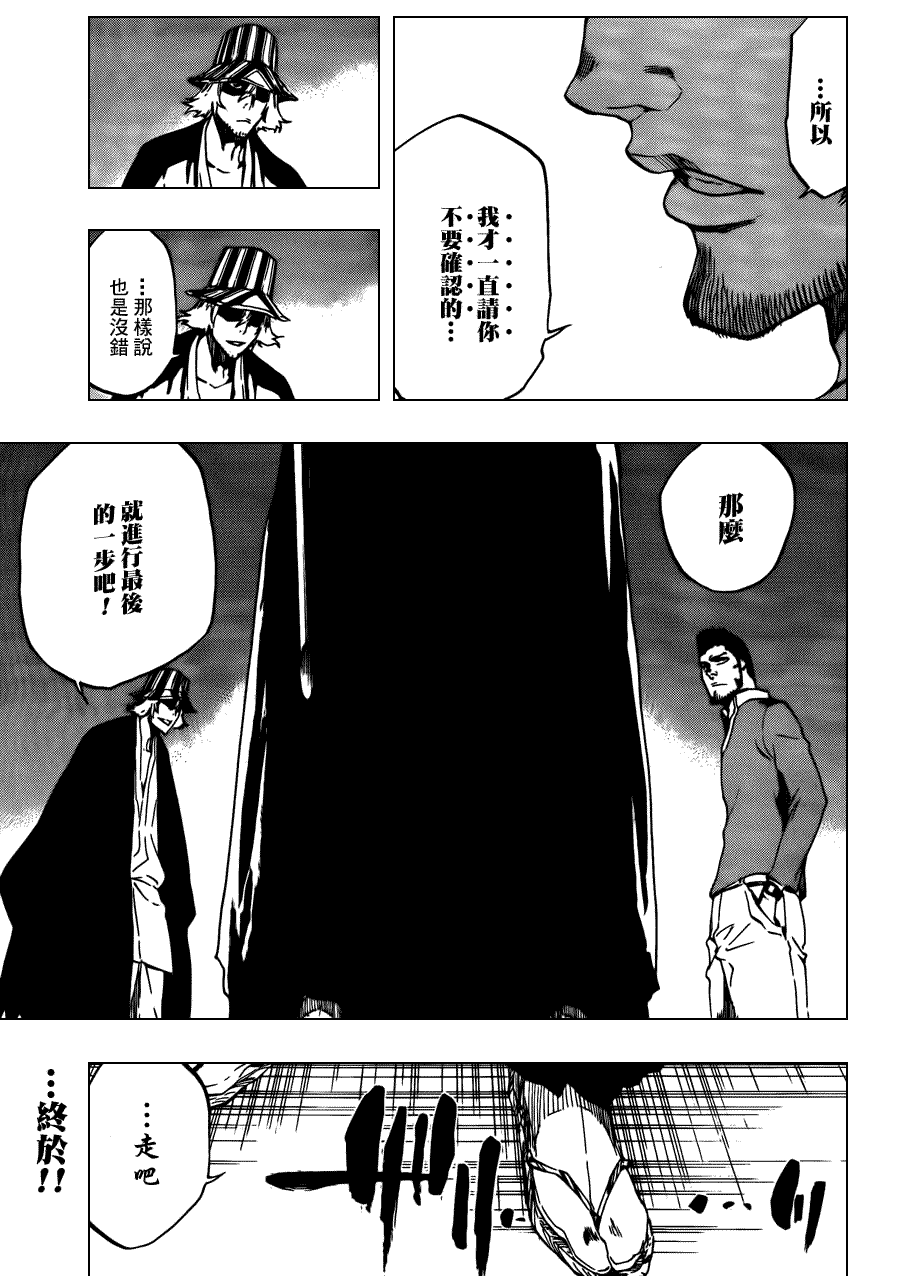 …所以
我才一直請你
不要確認的…
…那樣說
也是沒錯
那麼
就進行最後
的一步吧！
…走吧
…終於!!